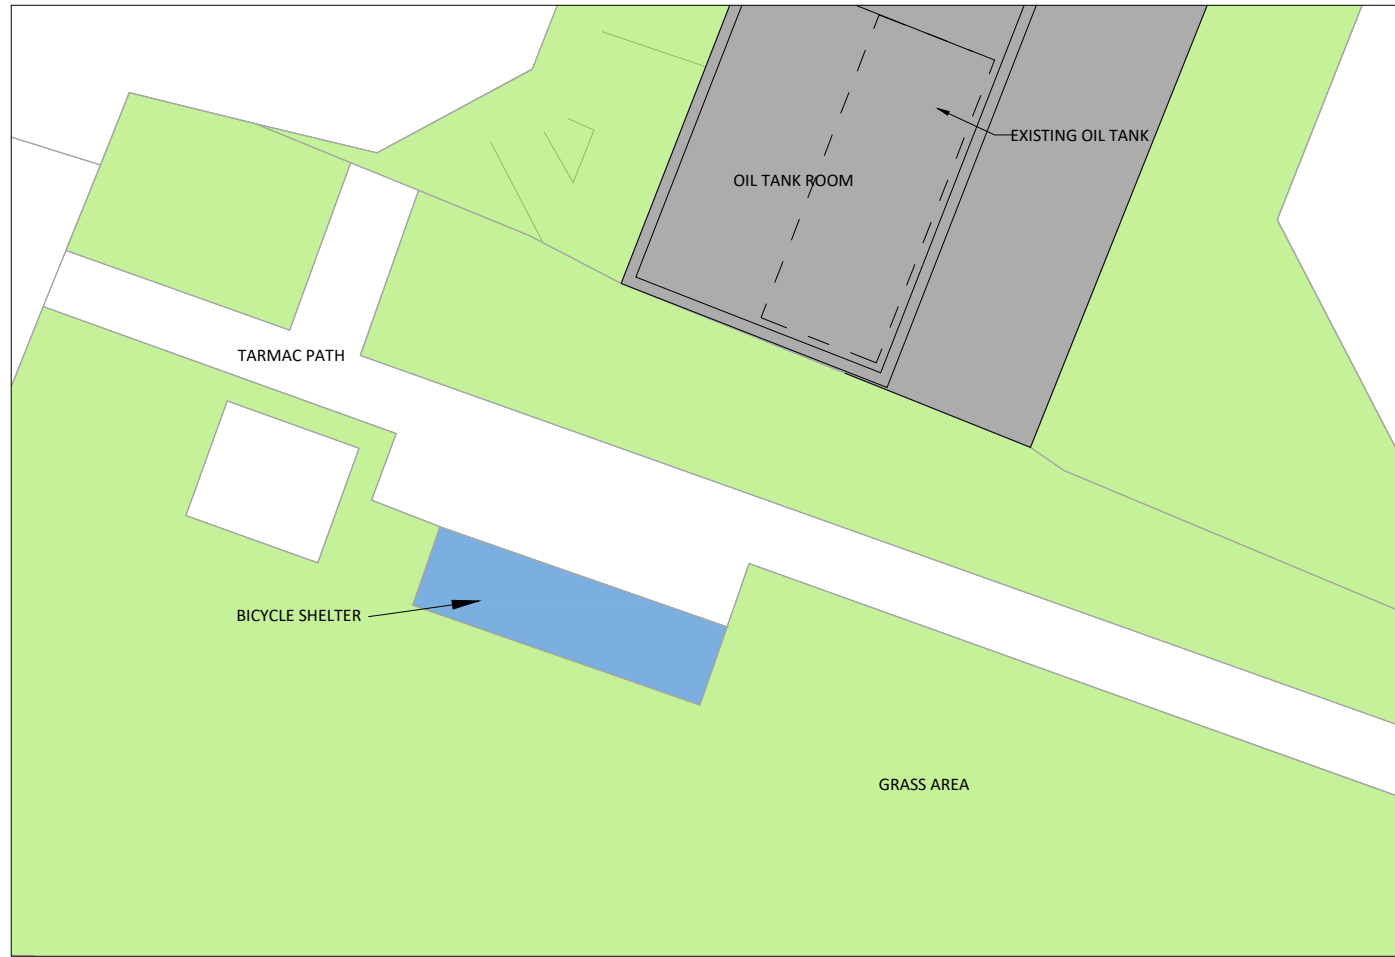 EXISTING OIL TANK
OIL TANK ROOM
TARMAC PATH
BICYCLE SHELTER
GRASS AREA